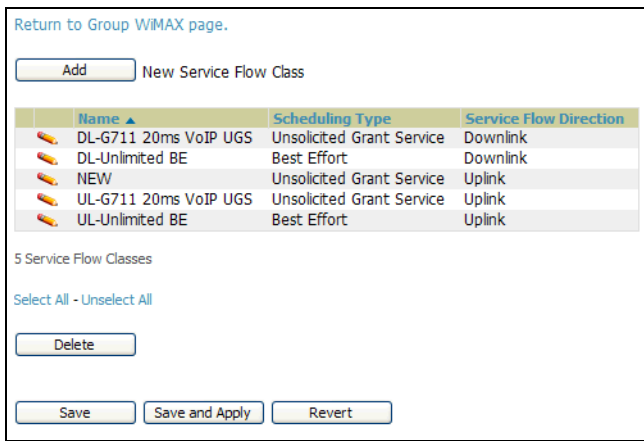 Return to Group WiMAX page.
Add New Service Flow Class
Name ▲ Scheduling Type Service Flow Direction
DL-G711 20ms VoIP UGS Unsolicited Grant Service Downlink
DL-Unlimited BE Best Effort Downlink
NEW Unsolicited Grant Service Uplink
UL-G711 20ms VoIP UGS Unsolicited Grant Service Uplink
UL-Unlimited BE Best Effort Uplink
5 Service Flow Classes
Select All - Unselect All
Delete
Save Save and Apply Revert